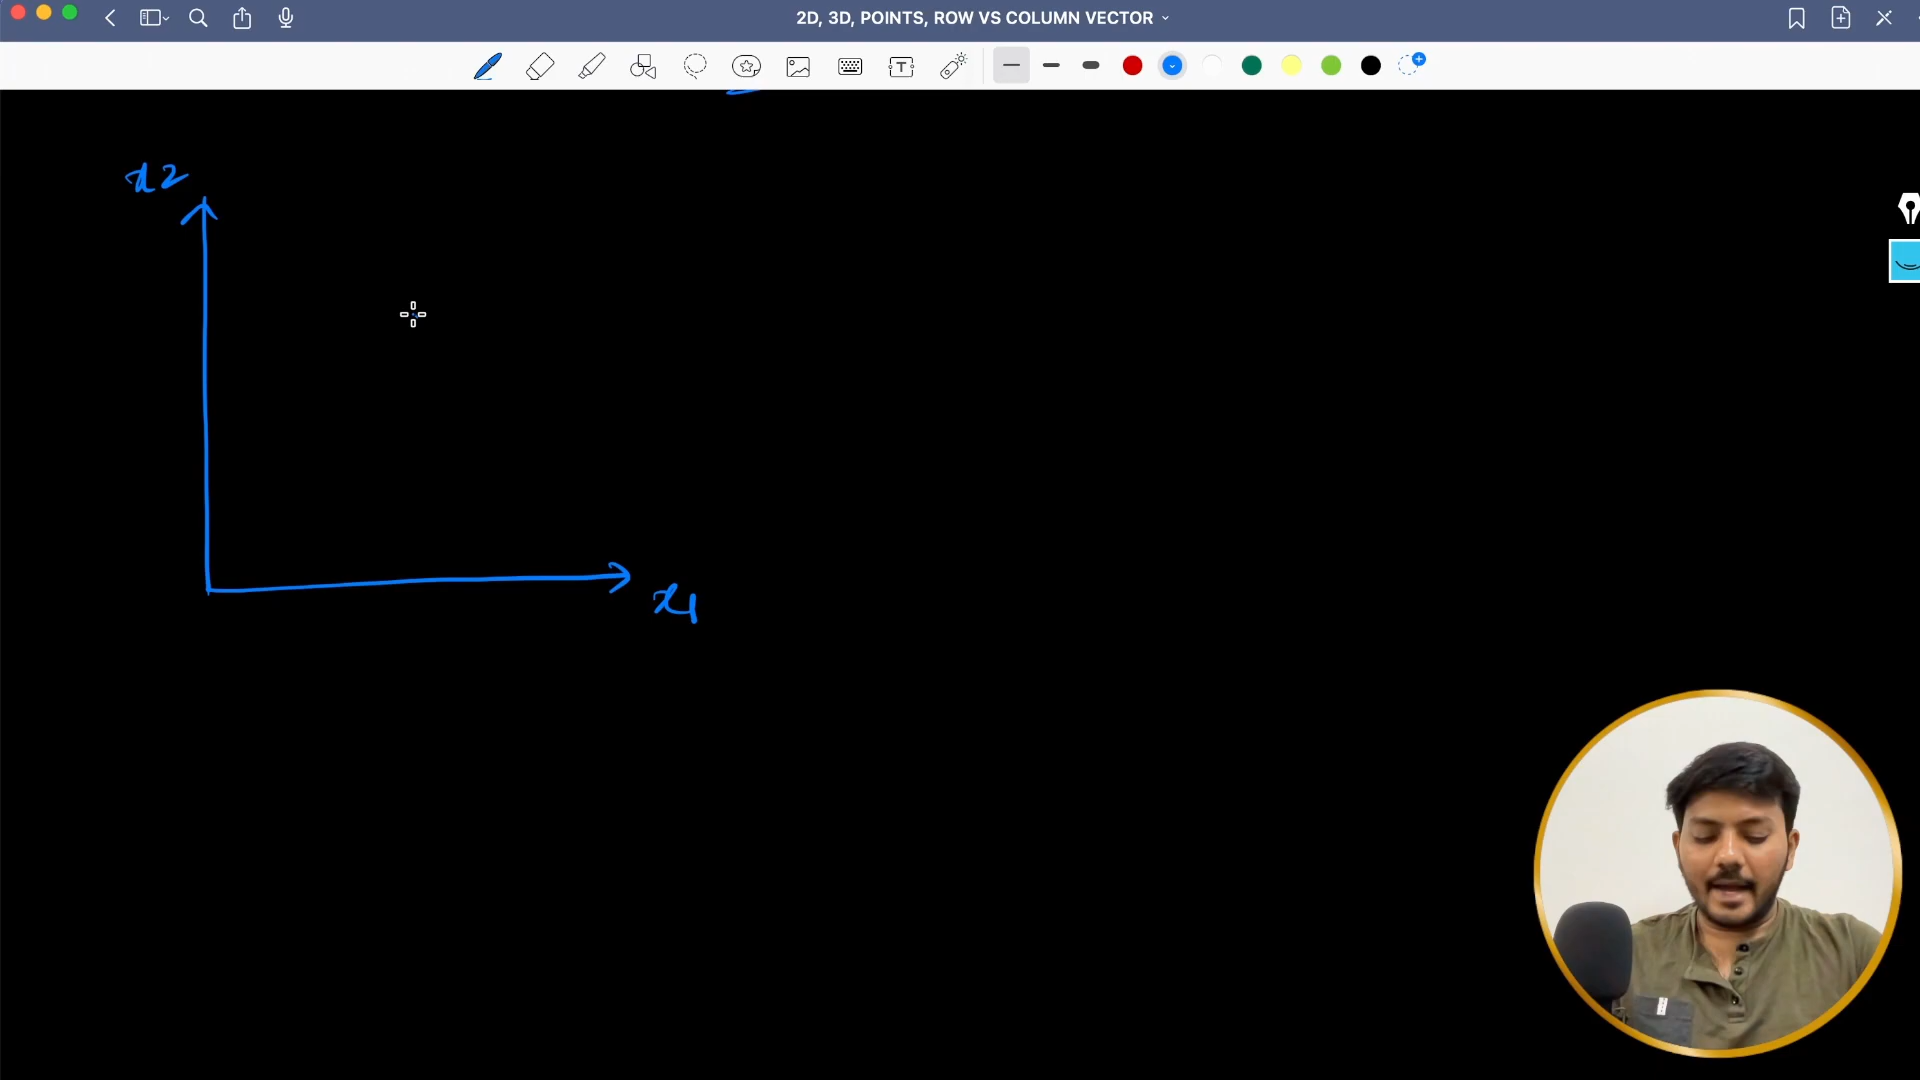 2D, 3D, POINTS, ROW VS COLUMN VECTOR
T
x2
x1